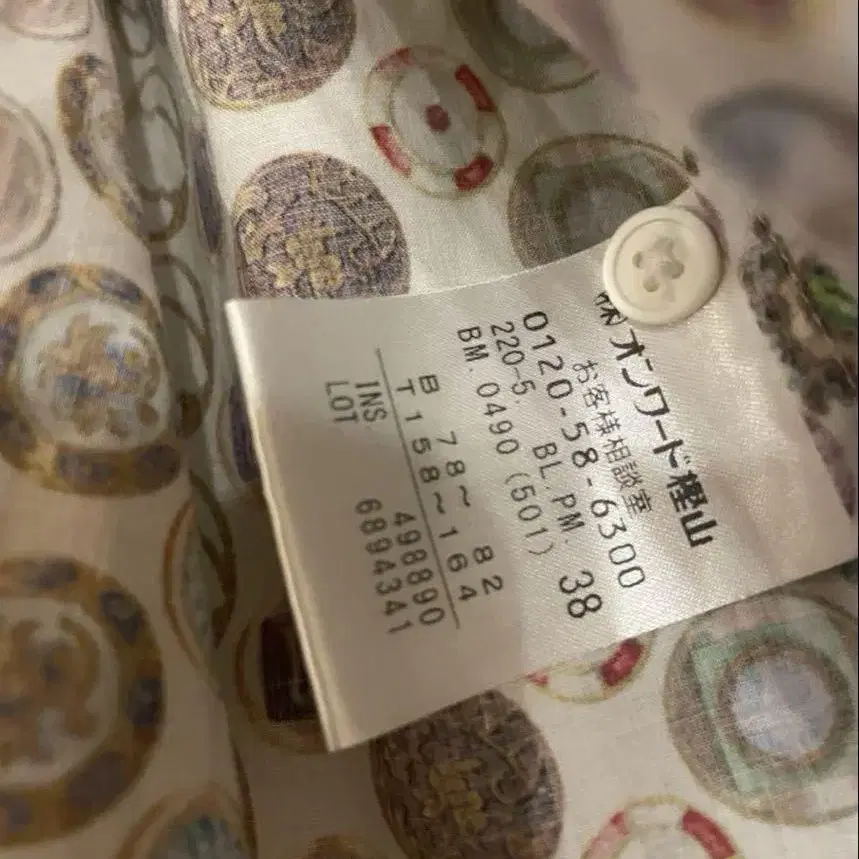 ㈱オンワード樫山
お客様相談室
0120-58-6300
220-5. BL.PM. 38
BM. 0490 (501)
B 78~ 82
T 158~164
INS 498890
LOT 6894341